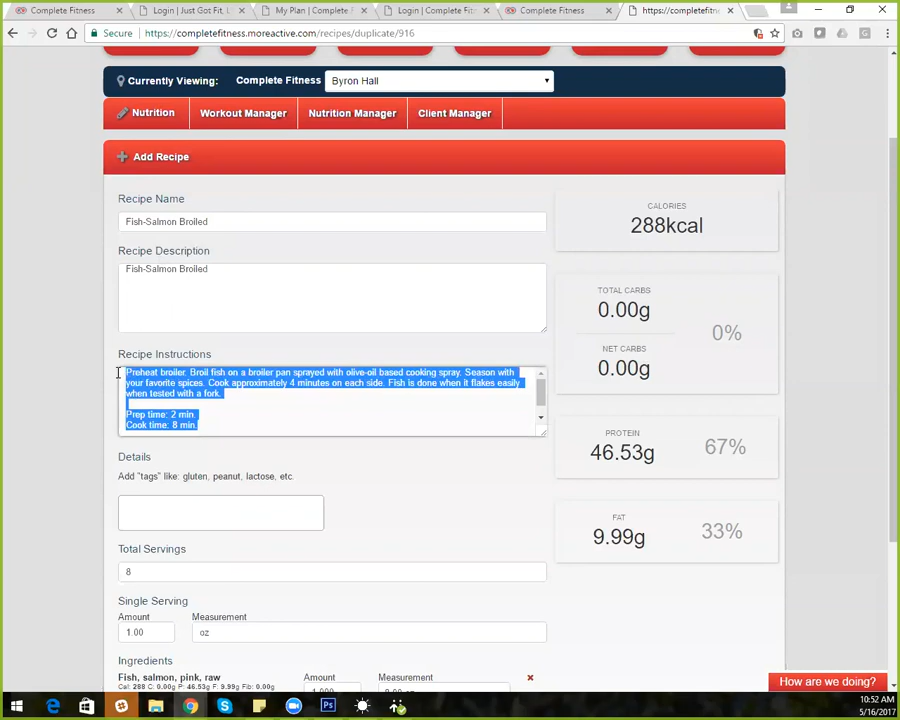 Complete Fitness
Login | Just Got Fit, L
My Plan | Complete F
Login | Complete Fitn
Complete Fitness
https://completefitn
Secure
https://completefitness.moreactive.com/recipes/duplicate/916
Currently Viewing:
Complete Fitness
Byron Hall
Nutrition
Workout Manager
Nutrition Manager
Client Manager
Add Recipe
Recipe Name
Fish-Salmon Broiled
Recipe Description
Fish-Salmon Broiled
Recipe Instructions
Preheat broiler. Broil fish on a broiler pan sprayed with olive-oil based cooking spray. Season with
your favorite spices. Cook approximately 4 minutes on each side. Fish is done when it flakes easily
when tested with a fork.
Prep time: 2 min.
Cook time: 8 min.
Details
Add "tags" like: gluten, peanut, lactose, etc.
Total Servings
8
Single Serving
Amount
Measurement
1.00
oz
Ingredients
Fish, salmon, pink, raw
Cal: 288 C: 0.00g P: 46.53g F: 9.99g Fib: 0.00g
Amount
Measurement
1.000
8.00 oz
CALORIES
288kcal
TOTAL CARBS
0.00g
0%
NET CARBS
0.00g
PROTEIN
46.53g
67%
FAT
9.99g
33%
How are we doing?
10:52 AM
5/16/2017